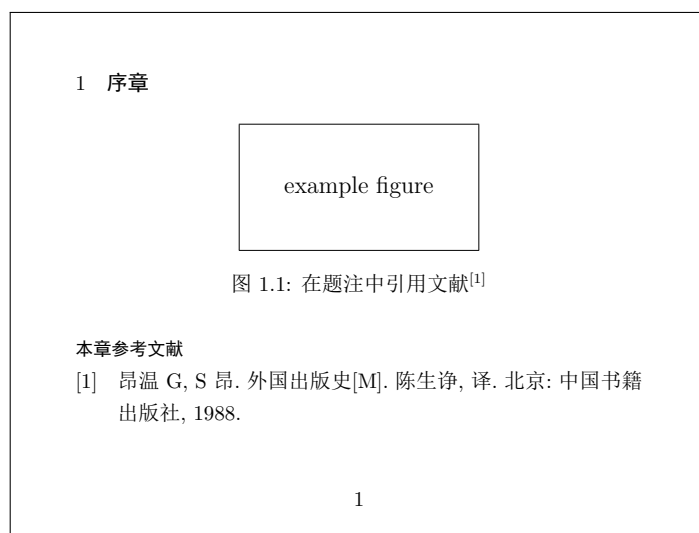 1 序章
example figure
图 1.1: 在题注中引用文献[1]
本章参考文献
[1] 昂温 G, S 昂. 外国出版史[M]. 陈生诤, 译. 北京: 中国书籍
出版社, 1988.
1